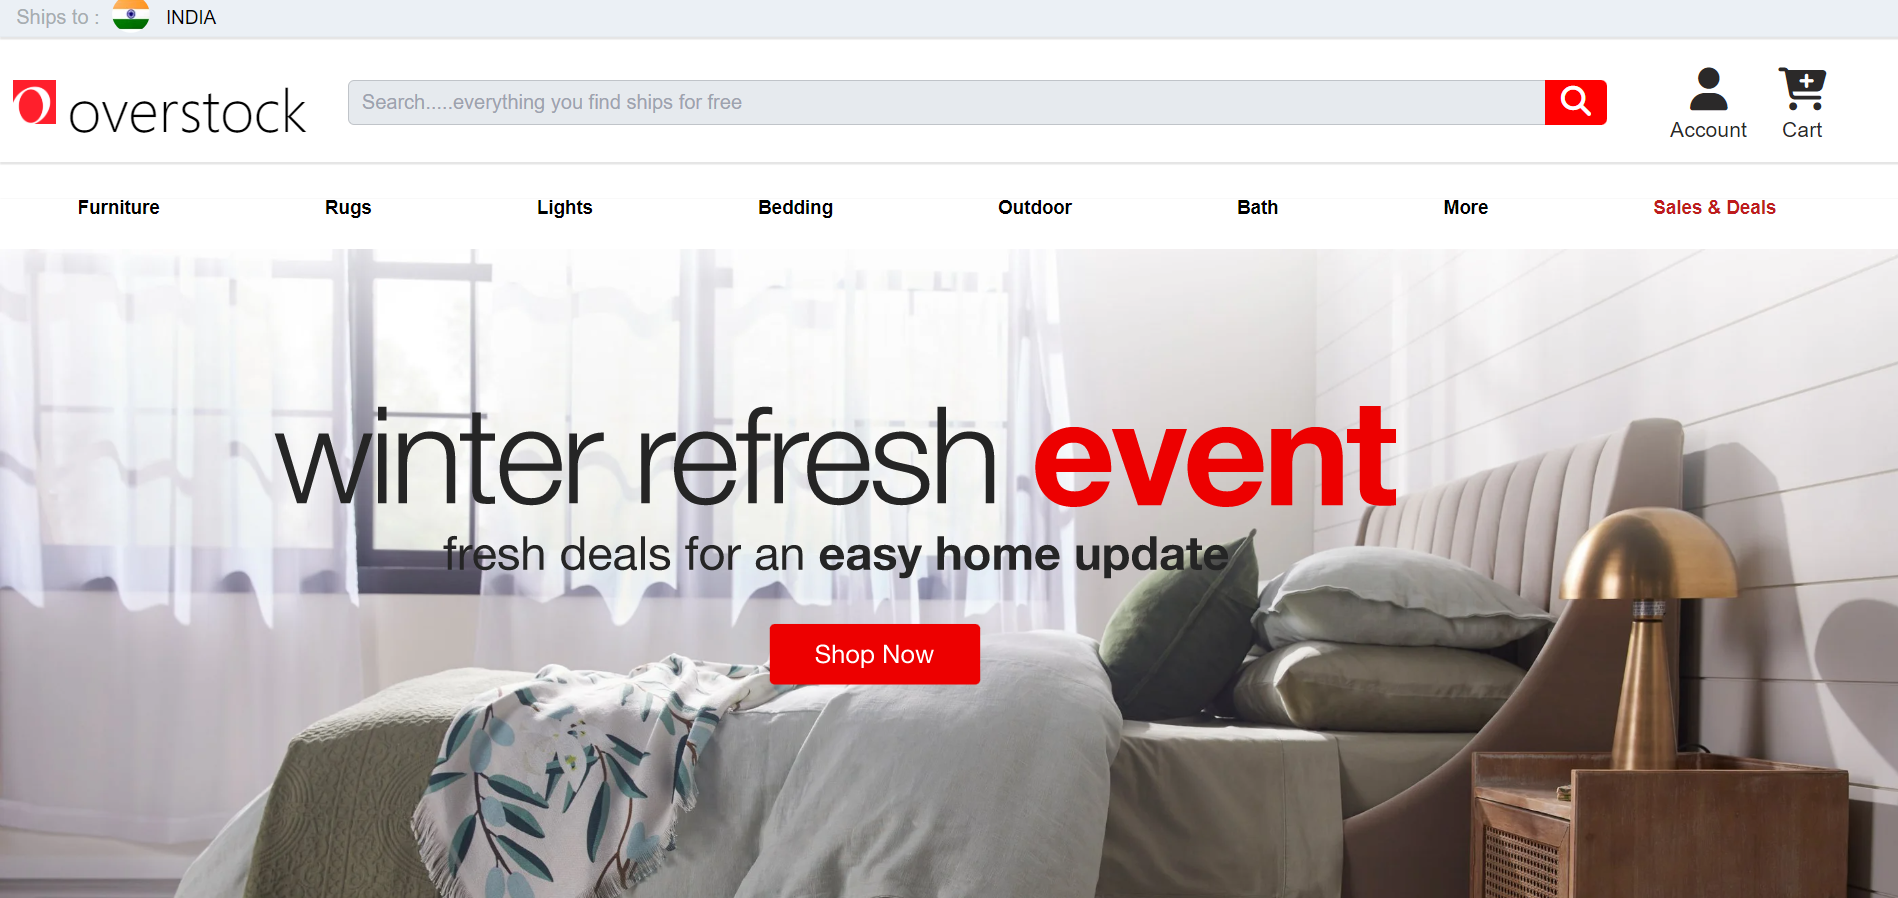 Ships to : INDIA
overstock
Search.....everything you find ships for free
Account Cart
Furniture Rugs Lights Bedding Outdoor Bath More Sales & Deals
winter refresh event
fresh deals for an easy home update
Shop Now